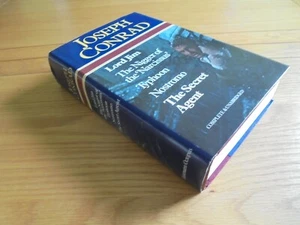 JOSEPH
CONRAD
Lord Jim
The Nigger of
the 'Narcissus'
Typhoon
Nostromo
The Secret
Agent
COMPLETE & UNABRIDGED